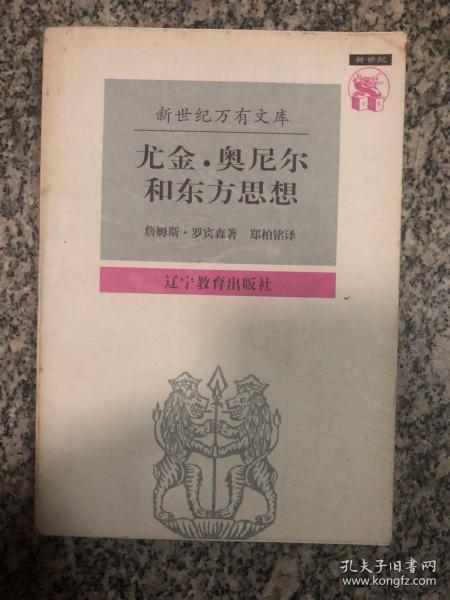 新世纪
新世纪万有文库
尤金·奥尼尔
和东方思想
詹姆斯·罗宾森著 郑柏铭译
辽宁教育出版社
孔夫子旧书网
www.kongfz.com